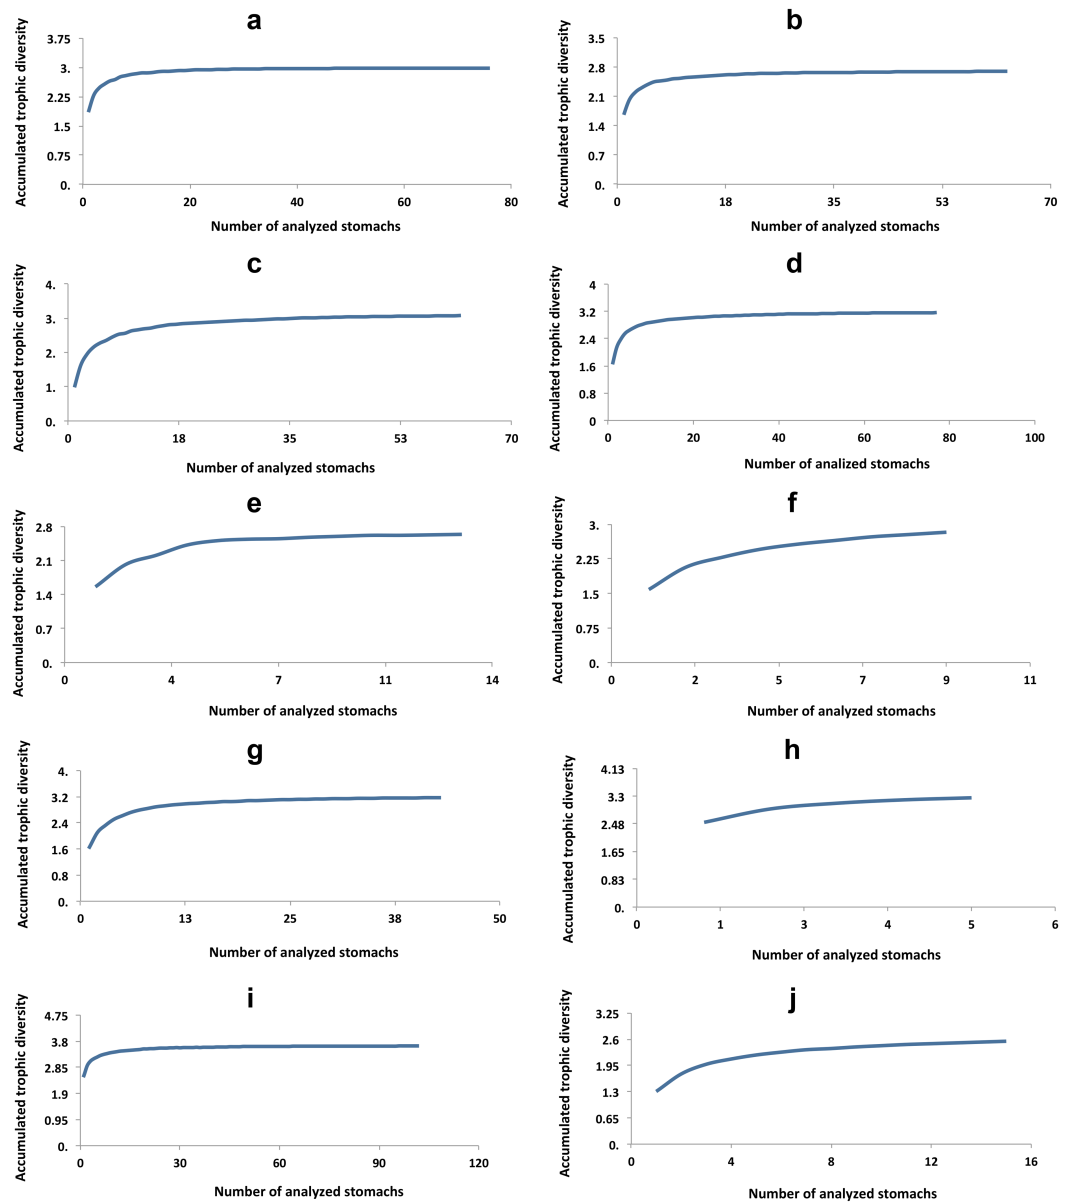 a
Accumulated trophic diversity
3.75
3.
2.25
1.5
0.75
0.
0 20 40 60 80
Number of analyzed stomachs
b
Accumulated trophic diversity
3.5
2.8
2.1
1.4
0.7
0.
0 18 35 53 70
Number of analyzed stomachs
c
Accumulated trophic diversity
4.
3.
2.
1.
0.
0 18 35 53 70
Number of analyzed stomachs
d
Accumulated trophic diversity
4
3.2
2.4
1.6
0.8
0
0 20 40 60 80 100
Number of analized stomachs
e
Accumulated trophic diversity
2.8
2.1
1.4
0.7
0.
0 4 7 11 14
Number of analyzed stomachs
f
Accumulated trophic diversity
3.
2.25
1.5
0.75
0.
0 2 5 7 9 11
Number of analyzed stomachs
g
Accumulated trophic diversity
4.
3.2
2.4
1.6
0.8
0.
0 13 25 38 50
Number of analyzed stomachs
h
Accumulated trophic diversity
4.13
3.3
2.48
1.65
0.83
0.
0 1 3 4 5 6
Number of analyzed stomachs
i
Accumulated trophic diversity
4.75
3.8
2.85
1.9
0.95
0.
0 30 60 90 120
Number of analyzed stomachs
j
Accumulated trophic diversity
3.25
2.6
1.95
1.3
0.65
0.
0 4 8 12 16
Number of analyzed stomachs